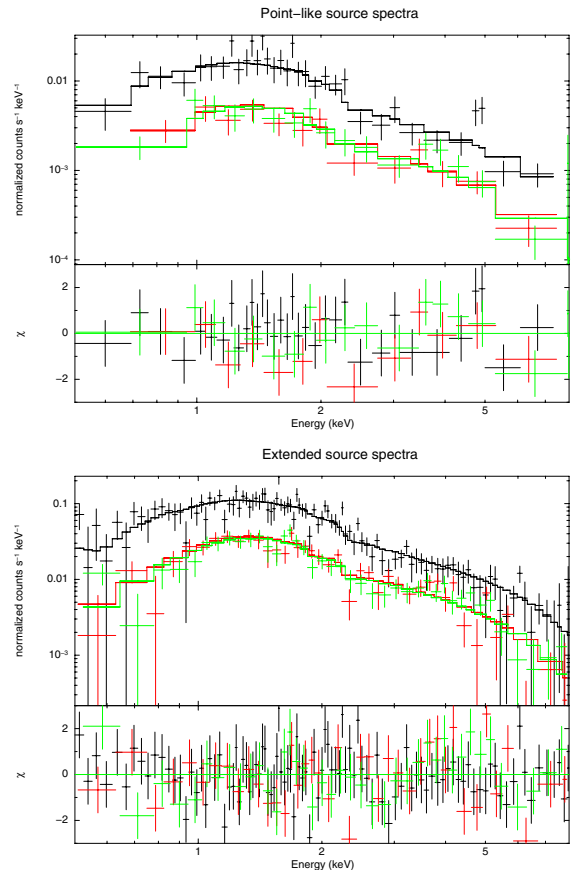 Point-like source spectra
normalized counts s⁻¹ keV⁻¹
0.01
10⁻³
10⁻⁴
χ
2
0
−2
1
2
5
Energy (keV)
Extended source spectra
normalized counts s⁻¹ keV⁻¹
0.1
0.01
10⁻³
χ
2
0
−2
1
2
5
Energy (keV)